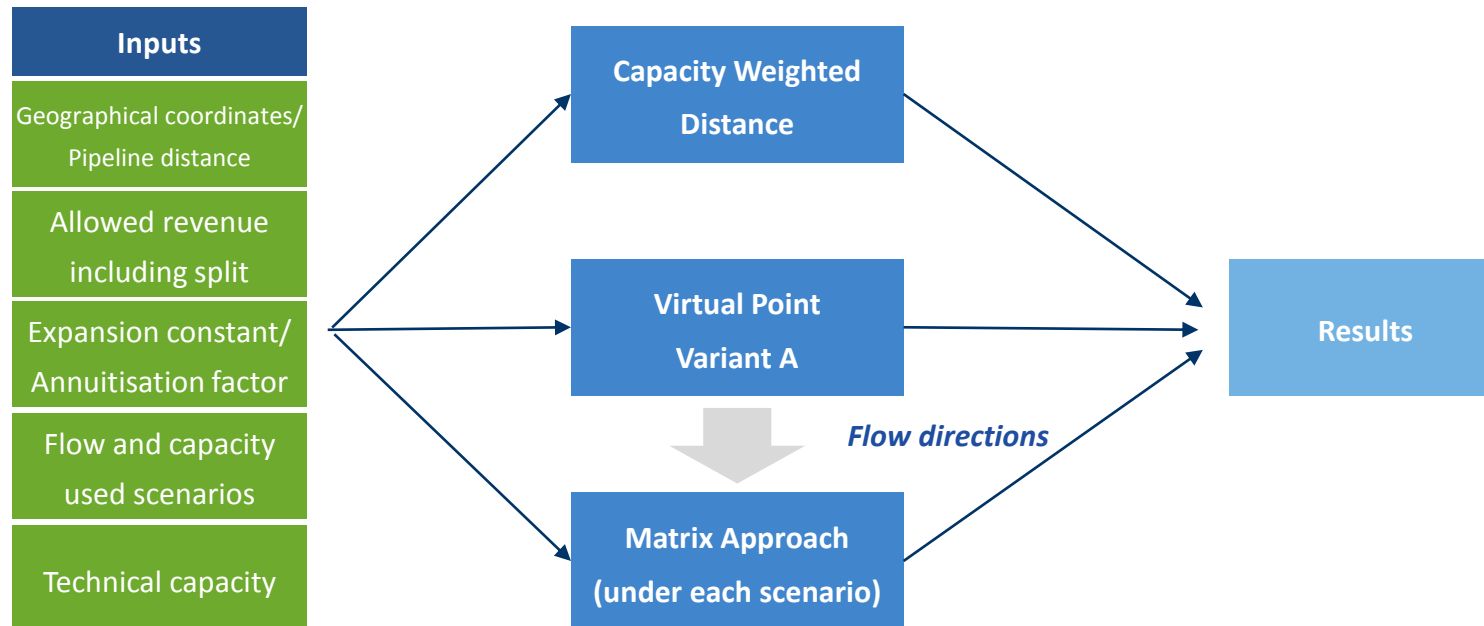 Inputs
Geographical coordinates/
Pipeline distance
Allowed revenue
including split
Expansion constant/
Annuitisation factor
Flow and capacity
used scenarios
Technical capacity
Capacity Weighted
Distance
Virtual Point
Variant A
Flow directions
Matrix Approach
(under each scenario)
Results